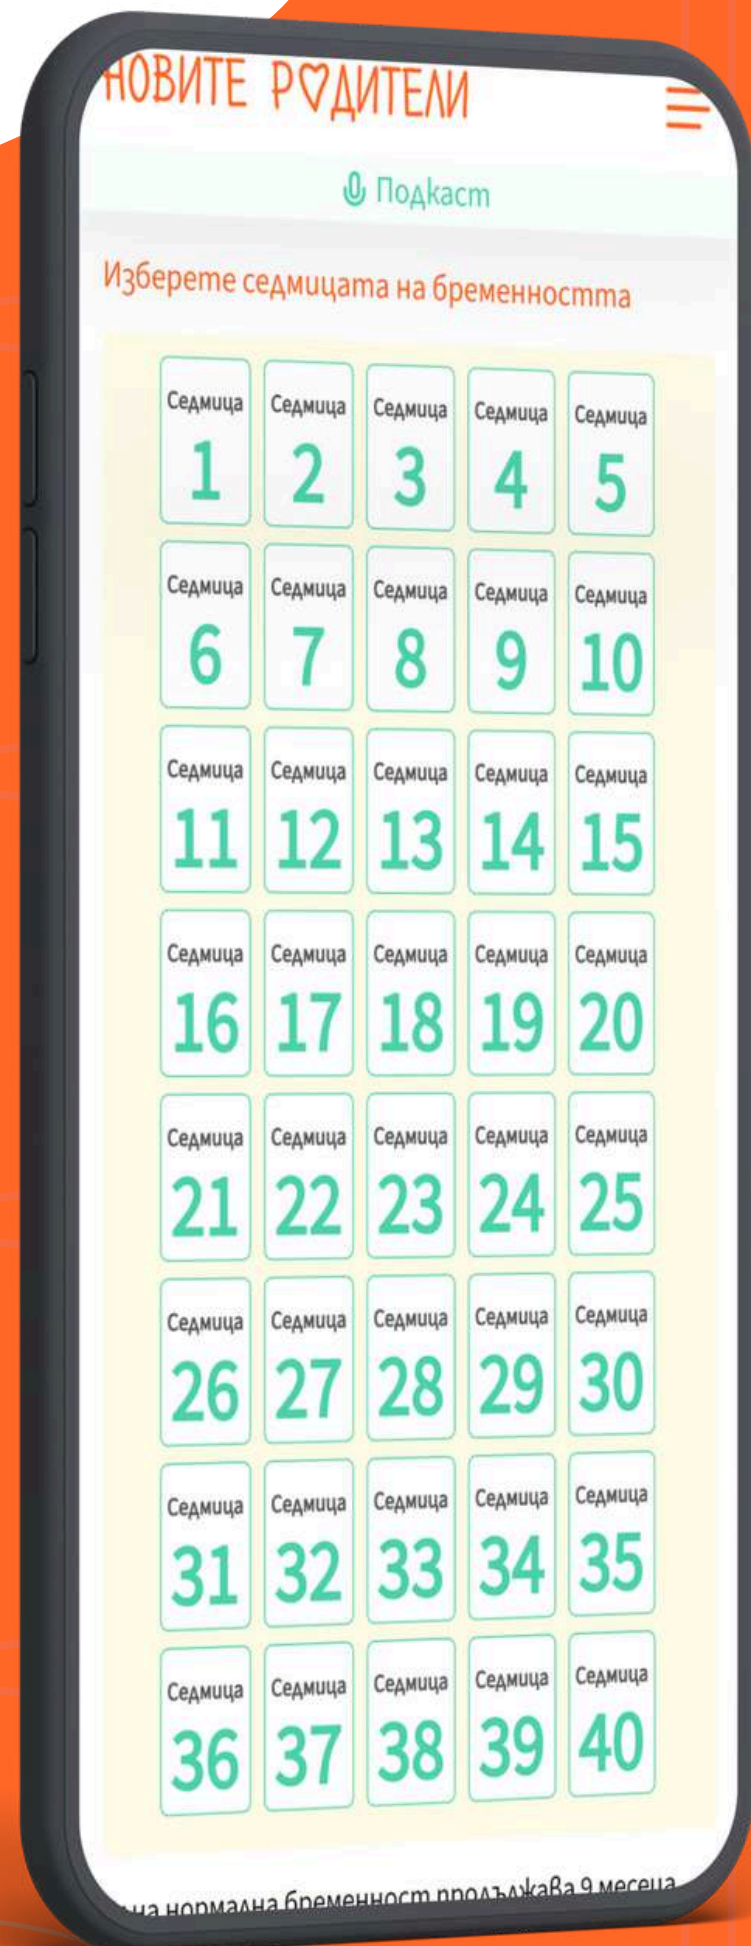 НОВИТЕ РОДИТЕЛИ
Подкаст
Изберете седмицата на бременността
Седмица Седмица Седмица Седмица Седмица
1 2 3 4 5
Седмица Седмица Седмица Седмица Седмица
6 7 8 9 10
Седмица Седмица Седмица Седмица Седмица
11 12 13 14 15
Седмица Седмица Седмица Седмица Седмица
16 17 18 19 20
Седмица Седмица Седмица Седмица Седмица
21 22 23 24 25
Седмица Седмица Седмица Седмица Седмица
26 27 28 29 30
Седмица Седмица Седмица Седмица Седмица
31 32 33 34 35
Седмица Седмица Седмица Седмица Седмица
36 37 38 39 40
на нормална бременност продължава 9 месеца